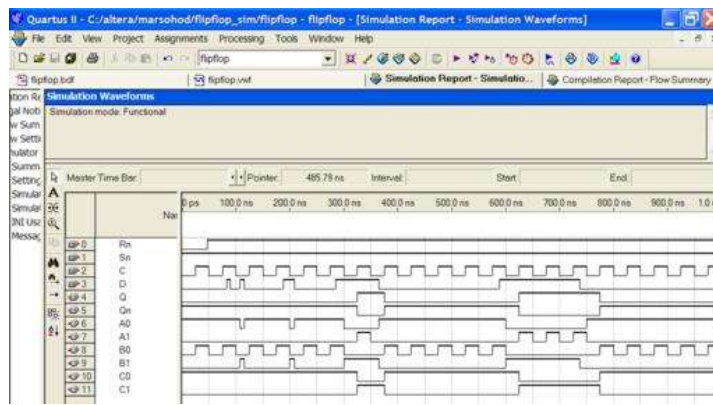 Quartus II - C:/altera/marsohod/flipflop_sim/flipflop - flipflop - [Simulation Report - Simulation Waveforms]
File Edit View Project Assignments Processing Tools Window Help
flipflop
flipflop.bdf flipflop.vwf Simulation Report - Simulatio... Compilation Report - Flow Summary
Simulation Waveforms
Simulation mode: Functional
Master Time Bar: Pointer: 485.79 ns Interval: Start: End:
0 ps 100.0 ns 200.0 ns 300.0 ns 400.0 ns 500.0 ns 600.0 ns 700.0 ns 800.0 ns 900.0 ns 1.0
Nar
0 Rn
1 Sn
2 C
3 D
4 Q
5 Qn
6 A0
7 A1
8 B0
9 B1
10 C0
11 C1